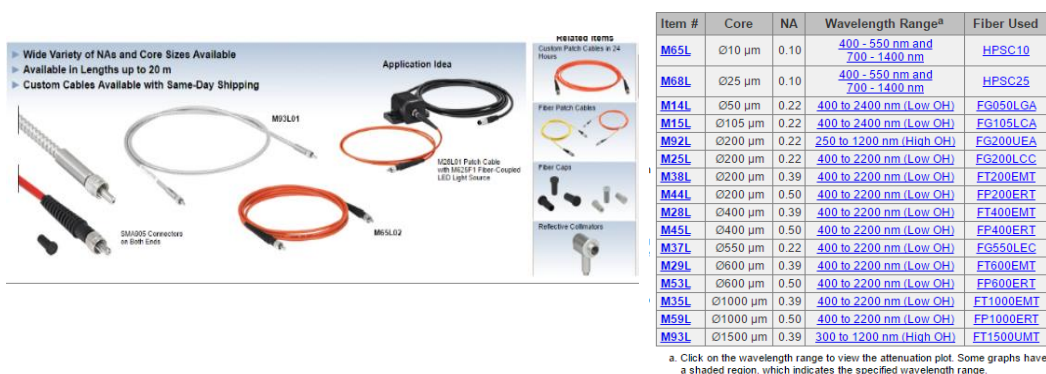 Wide Variety of NAs and Core Sizes Available
Available in Lengths up to 20 m
Custom Cables Available with Same-Day Shipping
Application Idea
M93L01
M28L01 Patch Cable
with M625F1 Fiber-Coupled
LED Light Source
SMA905 Connectors
on Both Ends
M65L02
Related Items
Custom Patch Cables in 24
Hours
Fiber Patch Cables
Fiber Caps
Reflective Collimators
Item # Core NA Wavelength Rangeª Fiber Used
M65L Ø10 µm 0.10 400 - 550 nm and
700 - 1400 nm HPSC10
M68L Ø25 µm 0.10 400 - 550 nm and
700 - 1400 nm HPSC25
M14L Ø50 µm 0.22 400 to 2400 nm (Low OH) FG050LGA
M15L Ø105 µm 0.22 400 to 2400 nm (Low OH) FG105LCA
M92L Ø200 µm 0.22 250 to 1200 nm (High OH) FG200UEA
M25L Ø200 µm 0.22 400 to 2200 nm (Low OH) FG200LCC
M38L Ø200 µm 0.39 400 to 2200 nm (Low OH) FT200EMT
M44L Ø200 µm 0.50 400 to 2200 nm (Low OH) FP200ERT
M28L Ø400 µm 0.39 400 to 2200 nm (Low OH) FT400EMT
M45L Ø400 µm 0.50 400 to 2200 nm (Low OH) FP400ERT
M37L Ø550 µm 0.22 400 to 2200 nm (Low OH) FG550LEC
M29L Ø600 µm 0.39 400 to 2200 nm (Low OH) FT600EMT
M53L Ø600 µm 0.50 400 to 2200 nm (Low OH) FP600ERT
M35L Ø1000 µm 0.39 400 to 2200 nm (Low OH) FT1000EMT
M59L Ø1000 µm 0.50 400 to 2200 nm (Low OH) FP1000ERT
M93L Ø1500 µm 0.39 300 to 1200 nm (High OH) FT1500UMT
a. Click on the wavelength range to view the attenuation plot. Some graphs have
a shaded region, which indicates the specified wavelength range.